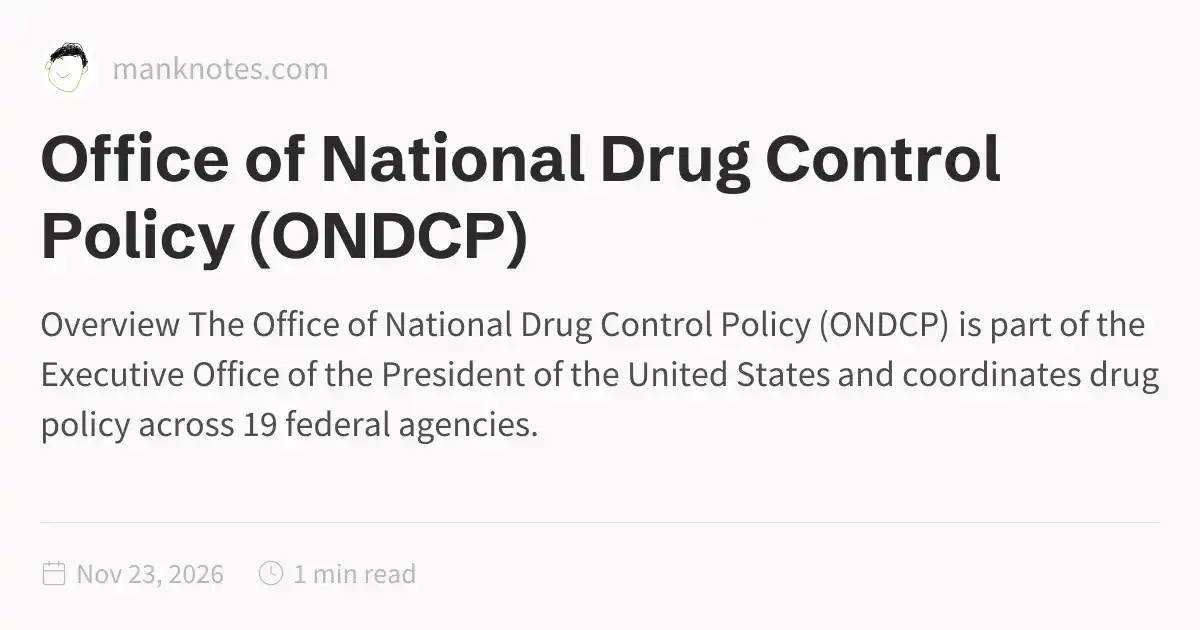 manknotes.com
Office of National Drug Control
Policy (ONDCP)
Overview The Office of National Drug Control Policy (ONDCP) is part of the
Executive Office of the President of the United States and coordinates drug
policy across 19 federal agencies.
Nov 23, 2026 1 min read